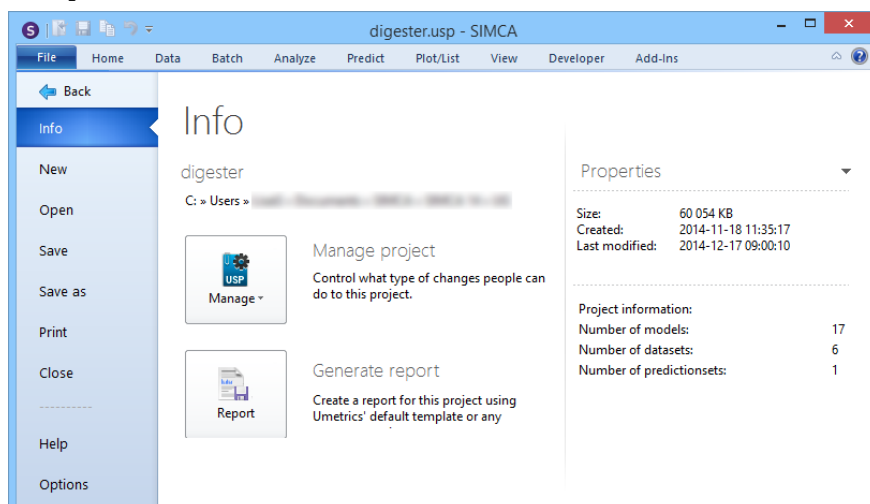 S
digester.usp - SIMCA
File Home Data Batch Analyze Predict Plot/List View Developer Add-Ins
Back
Info
New
Open
Save
Save as
Print
Close
Help
Options
Info
digester
C: » Users »
USP
Manage
Manage project
Control what type of changes people can
do to this project.
Report
Generate report
Create a report for this project using
Umetrics' default template or any
Properties
Size: 60 054 KB
Created: 2014-11-18 11:35:17
Last modified: 2014-12-17 09:00:10
Project information:
Number of models: 17
Number of datasets: 6
Number of predictionsets: 1